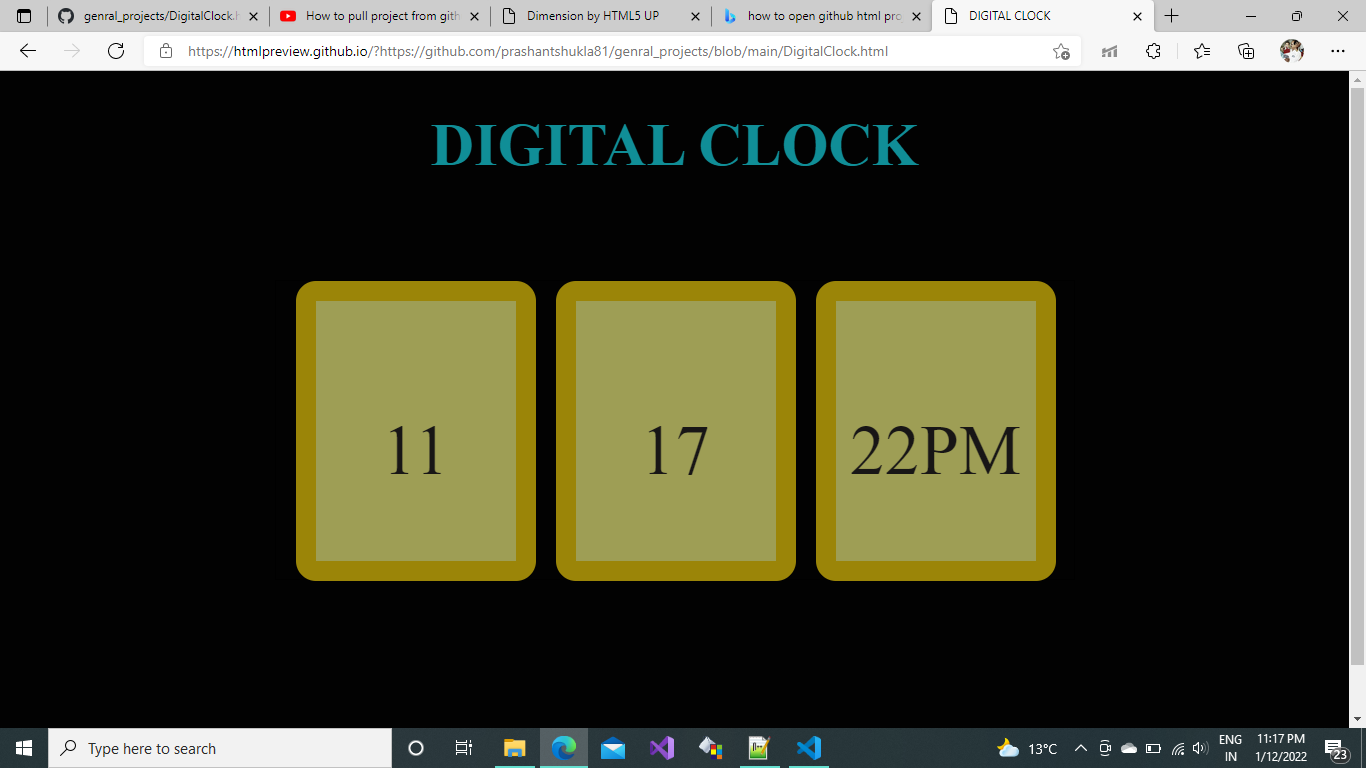 genral_projects/DigitalClock.h
How to pull project from gith
Dimension by HTML5 UP
how to open github html pro
DIGITAL CLOCK
https://htmlpreview.github.io/?https://github.com/prashantshukla81/genral_projects/blob/main/DigitalClock.html
DIGITAL CLOCK
11
17
22PM
Type here to search
13°C
ENG
IN
11:17 PM
1/12/2022
23